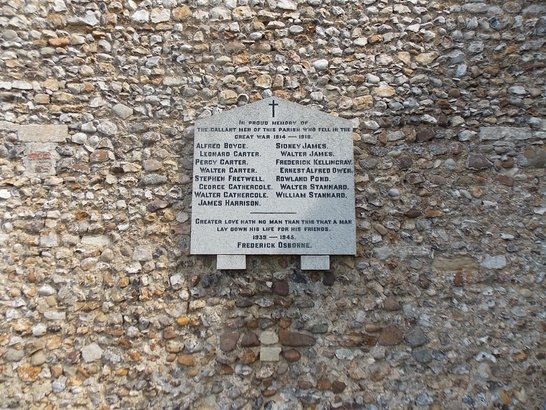 IN PROUD MEMORY OF
THE GALLANT MEN OF THIS PARISH WHO FELL IN THE
GREAT WAR 1914 — 1919.
ALFRED BOYCE. SIDNEY JAMES.
LEONARD CARTER. WALTER JAMES.
PERCY CARTER. FREDERICK KELLINGRAY.
WALTER CARTER. ERNEST ALFRED OWEN.
STEPHEN FRETWELL. ROWLAND POND.
GEORGE CATHERCOLE. WALTER STANNARD.
WALTER CATHERCOLE. WILLIAM STANNARD.
JAMES HARRISON.
GREATER LOVE HATH NO MAN THAN THIS THAT A MAN
LAY DOWN HIS LIFE FOR HIS FRIENDS.
1939 — 1945.
FREDERICK OSBORNE.